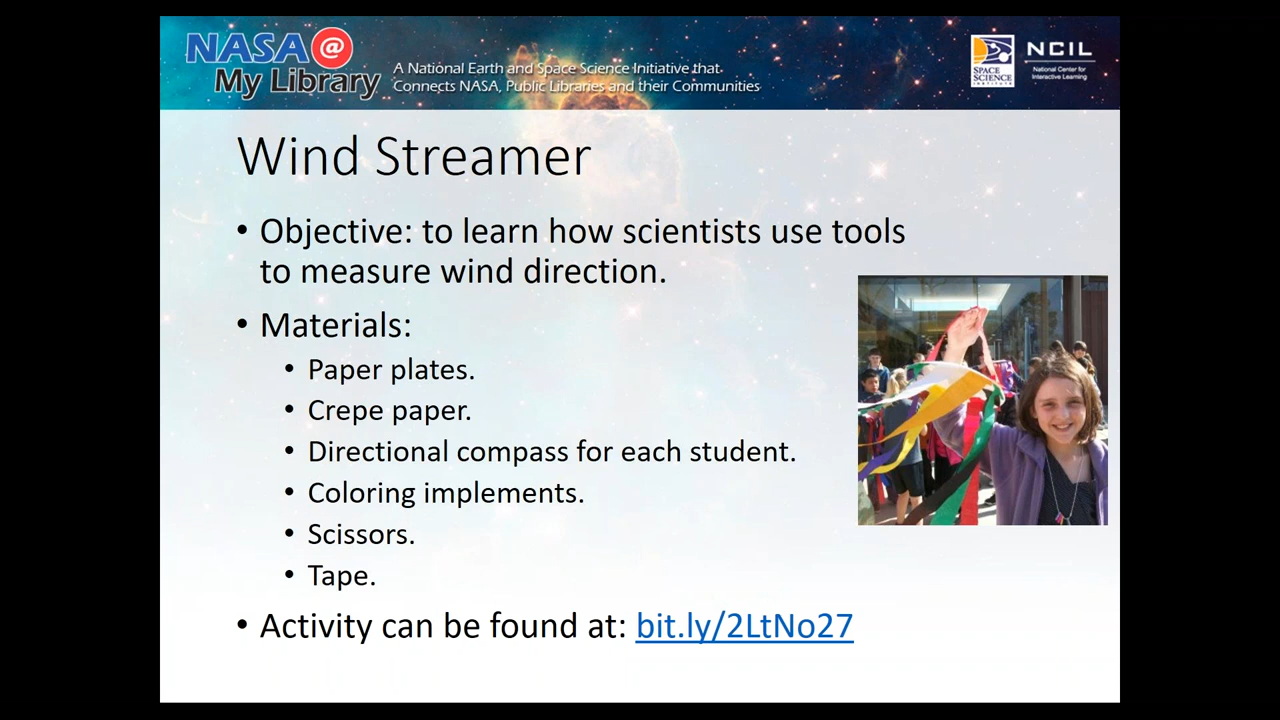 NASA @
My Library
A National Earth and Space Science Initiative that
Connects NASA, Public Libraries and their Communities
SPACE
SCIENCE
INSTITUTE
NCIL
National Center for
Interactive Learning
Wind Streamer
• Objective: to learn how scientists use tools
to measure wind direction.
• Materials:
• Paper plates.
• Crepe paper.
• Directional compass for each student.
• Coloring implements.
• Scissors.
• Tape.
• Activity can be found at: bit.ly/2LtNo27